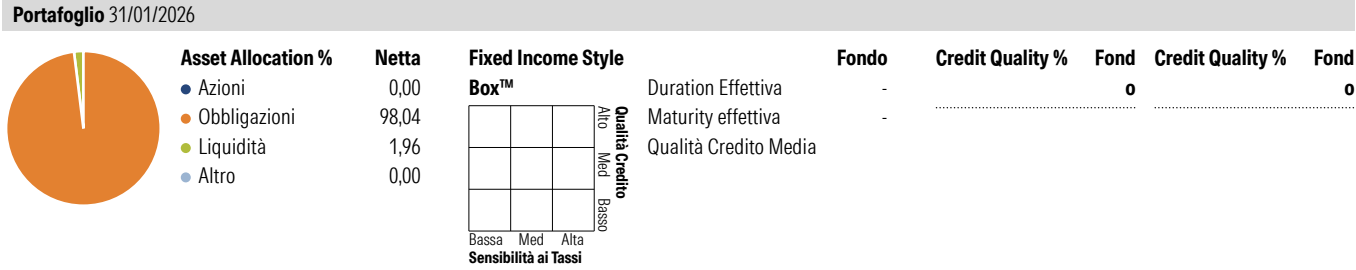 Portafoglio 31/01/2026
Asset Allocation % Netta
Azioni 0,00
Obbligazioni 98,04
Liquidità 1,96
Altro 0,00
Fixed Income Style
Box™
Alto Med Basso
Qualità Credito
Bassa Med Alta
Sensibilità ai Tassi
Fondo
Duration Effettiva -
Maturity effettiva -
Qualità Credito Media
Credit Quality % Fond
o
Credit Quality % Fond
o